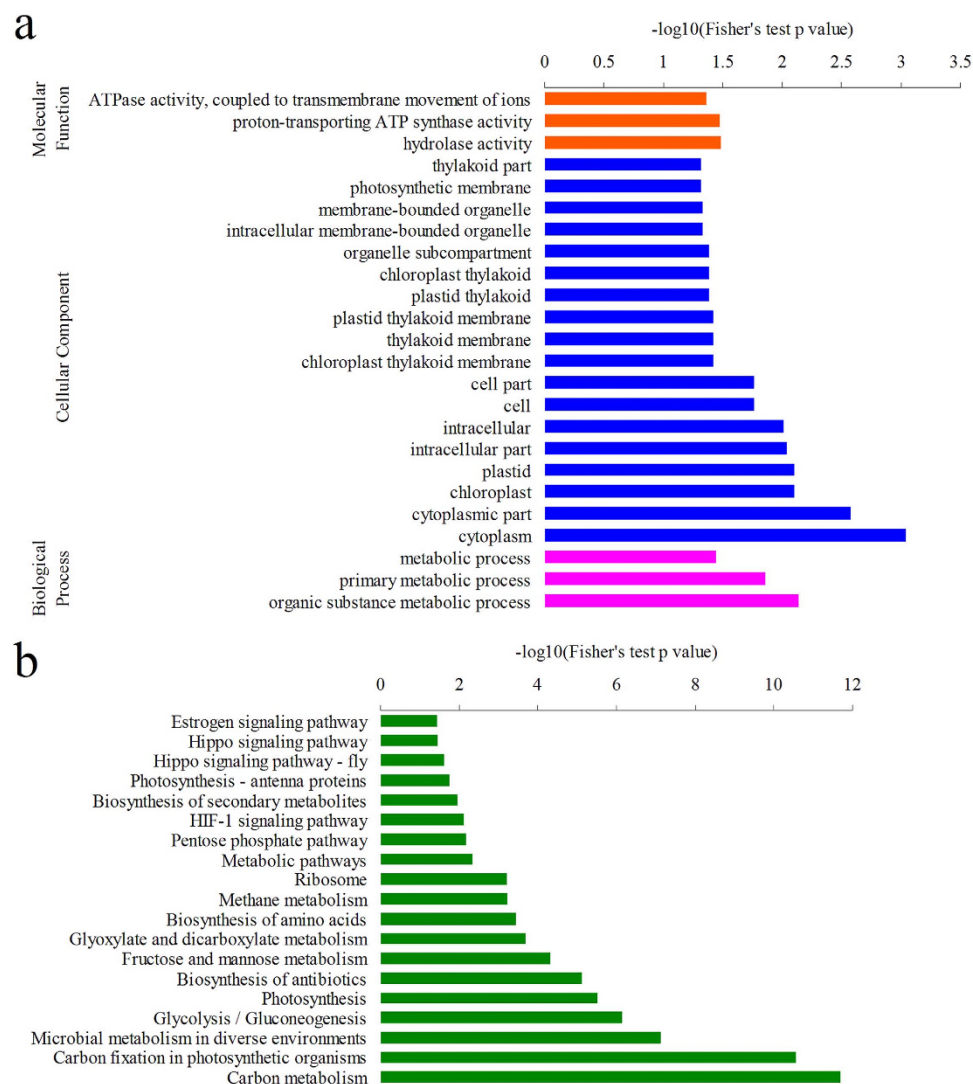 a
-log10(Fisher's test p value)
0 0.5 1 1.5 2 2.5 3 3.5
Molecular
Function
ATPase activity, coupled to transmembrane movement of ions
proton-transporting ATP synthase activity
hydrolase activity
Cellular Component
thylakoid part
photosynthetic membrane
membrane-bounded organelle
intracellular membrane-bounded organelle
organelle subcompartment
chloroplast thylakoid
plastid thylakoid
plastid thylakoid membrane
thylakoid membrane
chloroplast thylakoid membrane
cell part
cell
intracellular
intracellular part
plastid
chloroplast
cytoplasmic part
cytoplasm
Biological
Process
metabolic process
primary metabolic process
organic substance metabolic process
b
-log10(Fisher's test p value)
0 2 4 6 8 10 12
Estrogen signaling pathway
Hippo signaling pathway
Hippo signaling pathway - fly
Photosynthesis - antenna proteins
Biosynthesis of secondary metabolites
HIF-1 signaling pathway
Pentose phosphate pathway
Metabolic pathways
Ribosome
Methane metabolism
Biosynthesis of amino acids
Glyoxylate and dicarboxylate metabolism
Fructose and mannose metabolism
Biosynthesis of antibiotics
Photosynthesis
Glycolysis / Gluconeogenesis
Microbial metabolism in diverse environments
Carbon fixation in photosynthetic organisms
Carbon metabolism